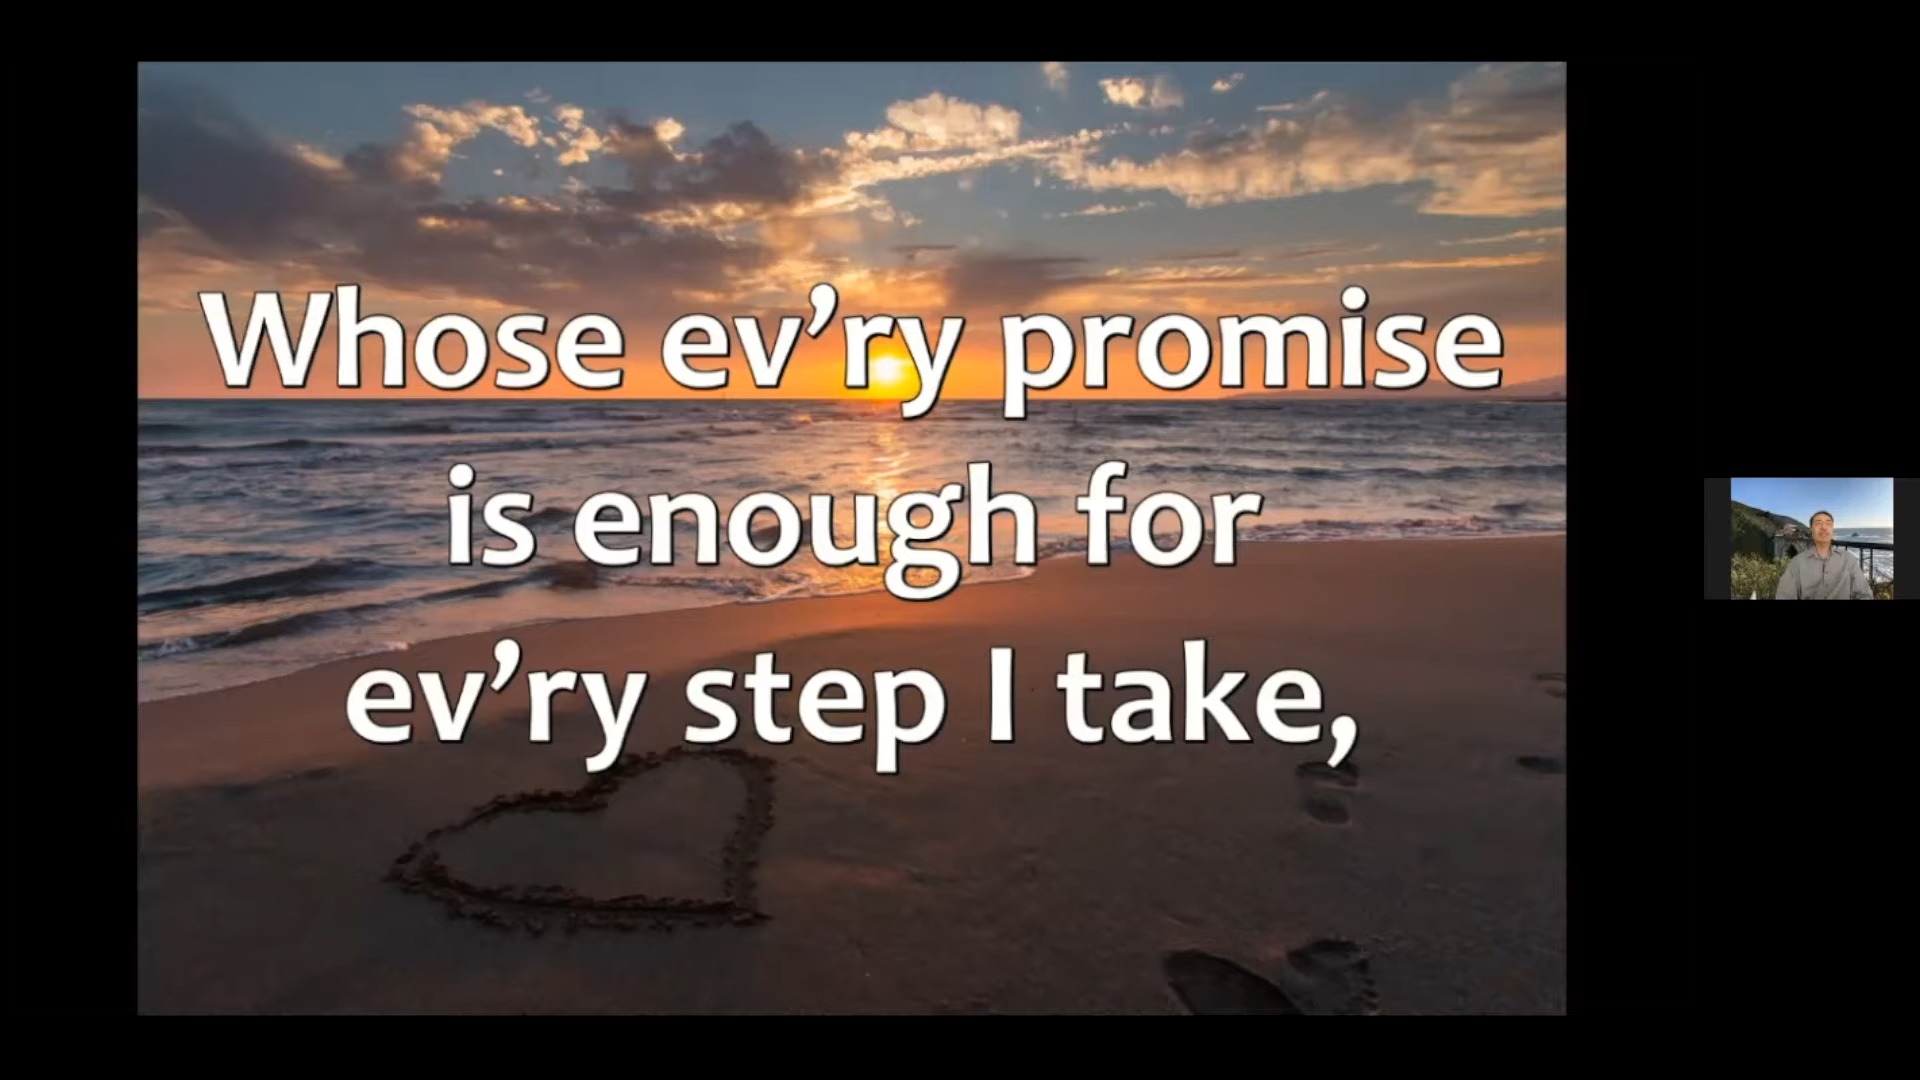 Whose ev’ry promise
is enough for
ev’ry step I take,